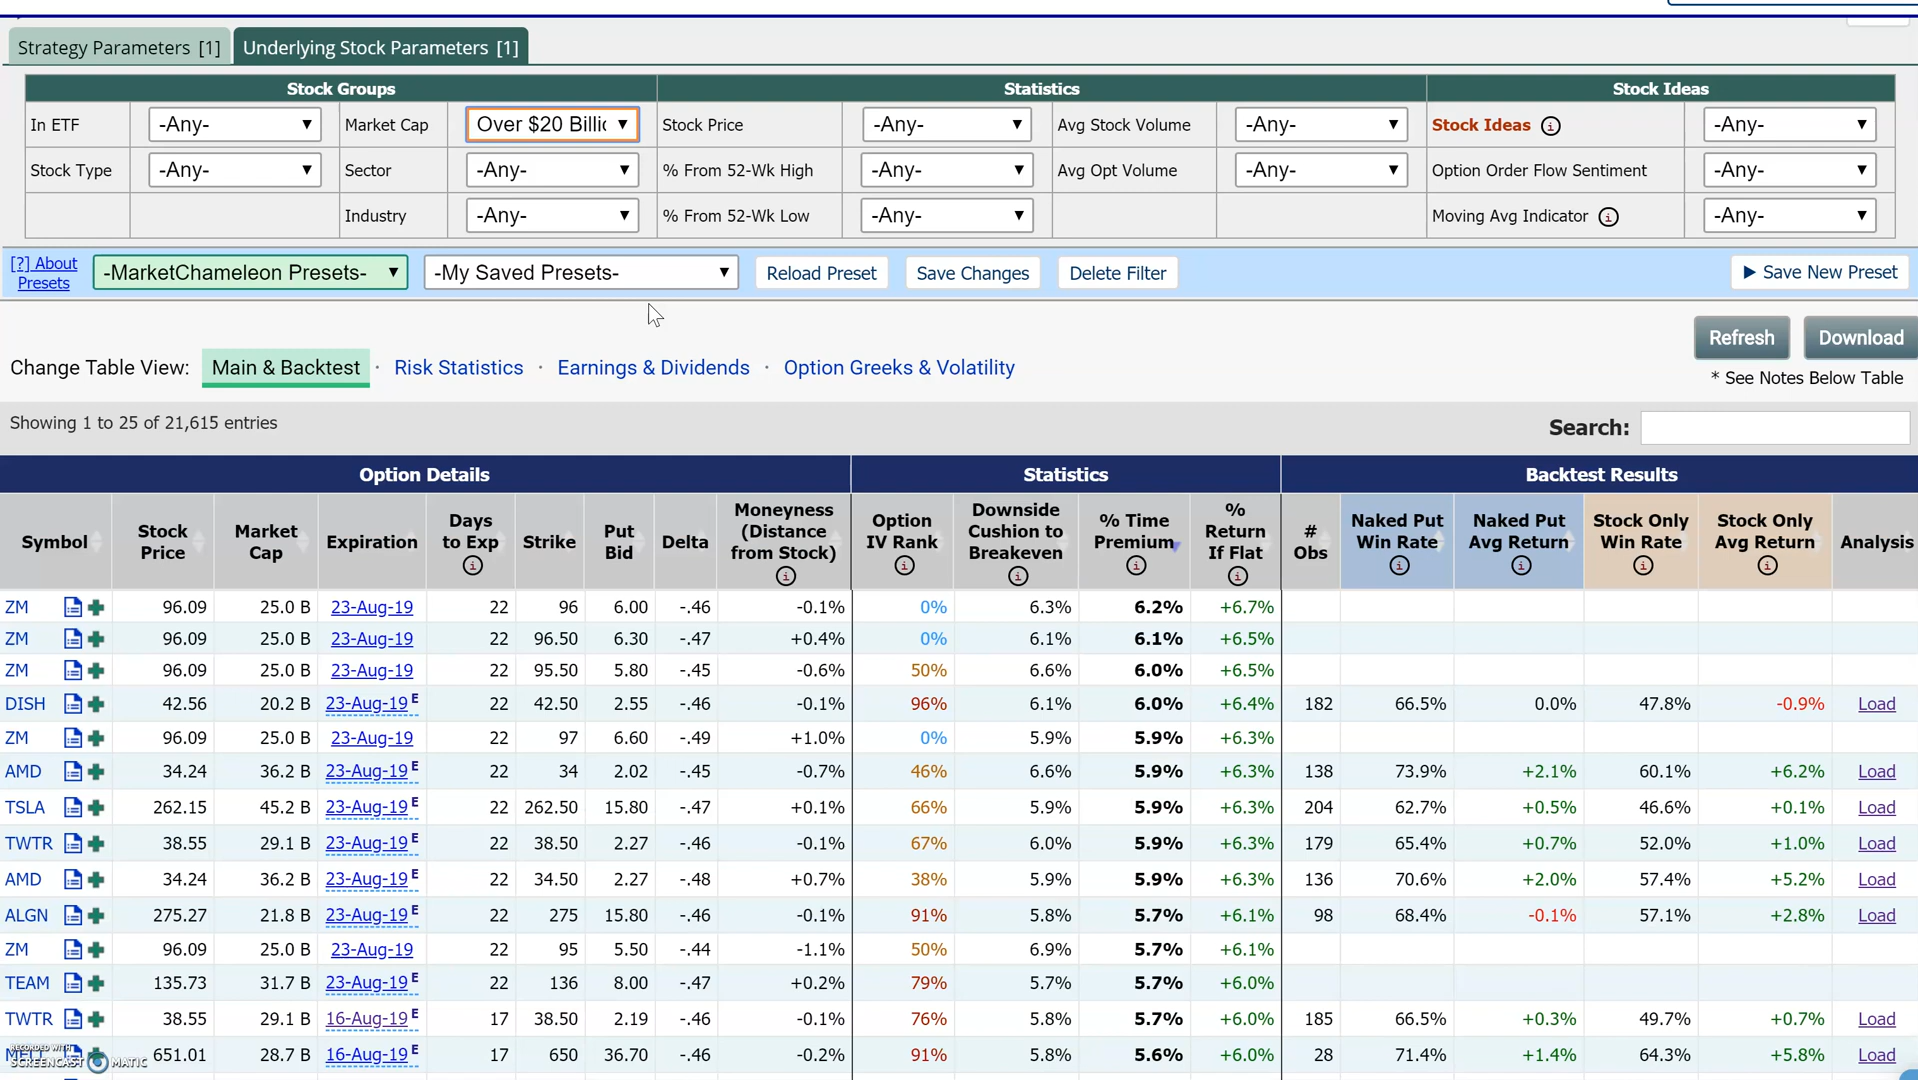 Strategy Parameters [1] Underlying Stock Parameters [1]
Stock Groups Statistics Stock Ideas
In ETF -Any- Market Cap Over $20 Billic Stock Price -Any- Avg Stock Volume -Any- Stock Ideas -Any-
Stock Type -Any- Sector -Any- % From 52-Wk High -Any- Avg Opt Volume -Any- Option Order Flow Sentiment -Any-
Industry -Any- % From 52-Wk Low -Any- Moving Avg Indicator -Any-
[?] About Presets -MarketChameleon Presets- -My Saved Presets- Reload Preset Save Changes Delete Filter Save New Preset
Refresh Download
Change Table View: Main & Backtest · Risk Statistics · Earnings & Dividends · Option Greeks & Volatility
* See Notes Below Table
Showing 1 to 25 of 21,615 entries Search:
Option Details Statistics Backtest Results
Symbol Stock Price Market Cap Expiration Days to Exp Strike Put Bid Delta Moneyness (Distance from Stock) Option IV Rank Downside Cushion to Breakeven % Time Premium % Return If Flat # Obs Naked Put Win Rate Naked Put Avg Return Stock Only Win Rate Stock Only Avg Return Analysis
ZM 96.09 25.0 B 23-Aug-19 22 96 6.00 -.46 -0.1% 0% 6.3% 6.2% +6.7%
ZM 96.09 25.0 B 23-Aug-19 22 96.50 6.30 -.47 +0.4% 0% 6.1% 6.1% +6.5%
ZM 96.09 25.0 B 23-Aug-19 22 95.50 5.80 -.45 -0.6% 50% 6.6% 6.0% +6.5%
DISH 42.56 20.2 B 23-Aug-19 E 22 42.50 2.55 -.46 -0.1% 96% 6.1% 6.0% +6.4% 182 66.5% 0.0% 47.8% -0.9% Load
ZM 96.09 25.0 B 23-Aug-19 22 97 6.60 -.49 +1.0% 0% 5.9% 5.9% +6.3%
AMD 34.24 36.2 B 23-Aug-19 E 22 34 2.02 -.45 -0.7% 46% 6.6% 5.9% +6.3% 138 73.9% +2.1% 60.1% +6.2% Load
TSLA 262.15 45.2 B 23-Aug-19 E 22 262.50 15.80 -.47 +0.1% 66% 5.9% 5.9% +6.3% 204 62.7% +0.5% 46.6% +0.1% Load
TWTR 38.55 29.1 B 23-Aug-19 E 22 38.50 2.27 -.46 -0.1% 67% 6.0% 5.9% +6.3% 179 65.4% +0.7% 52.0% +1.0% Load
AMD 34.24 36.2 B 23-Aug-19 E 22 34.50 2.27 -.48 +0.7% 38% 5.9% 5.9% +6.3% 136 70.6% +2.0% 57.4% +5.2% Load
ALGN 275.27 21.8 B 23-Aug-19 E 22 275 15.80 -.46 -0.1% 91% 5.8% 5.7% +6.1% 98 68.4% -0.1% 57.1% +2.8% Load
ZM 96.09 25.0 B 23-Aug-19 22 95 5.50 -.44 -1.1% 50% 6.9% 5.7% +6.1%
TEAM 135.73 31.7 B 23-Aug-19 E 22 136 8.00 -.47 +0.2% 79% 5.7% 5.7% +6.0%
TWTR 38.55 29.1 B 16-Aug-19 E 17 38.50 2.19 -.46 -0.1% 76% 5.8% 5.7% +6.0% 185 66.5% +0.3% 49.7% +0.7% Load
651.01 28.7 B 16-Aug-19 E 17 650 36.70 -.46 -0.2% 91% 5.8% 5.6% +6.0% 28 71.4% +1.4% 64.3% +5.8% Load
RECORDED WITH
SCREENCAST MATIC